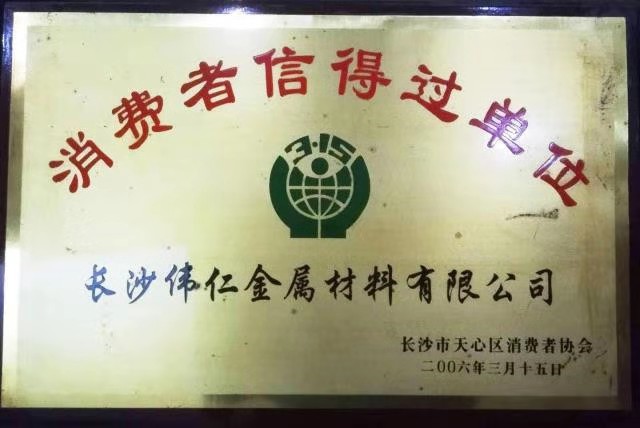 消费者信得过单位
3·15
长沙伟仁金属材料有限公司
长沙市天心区消费者协会
二00六年三月十五日